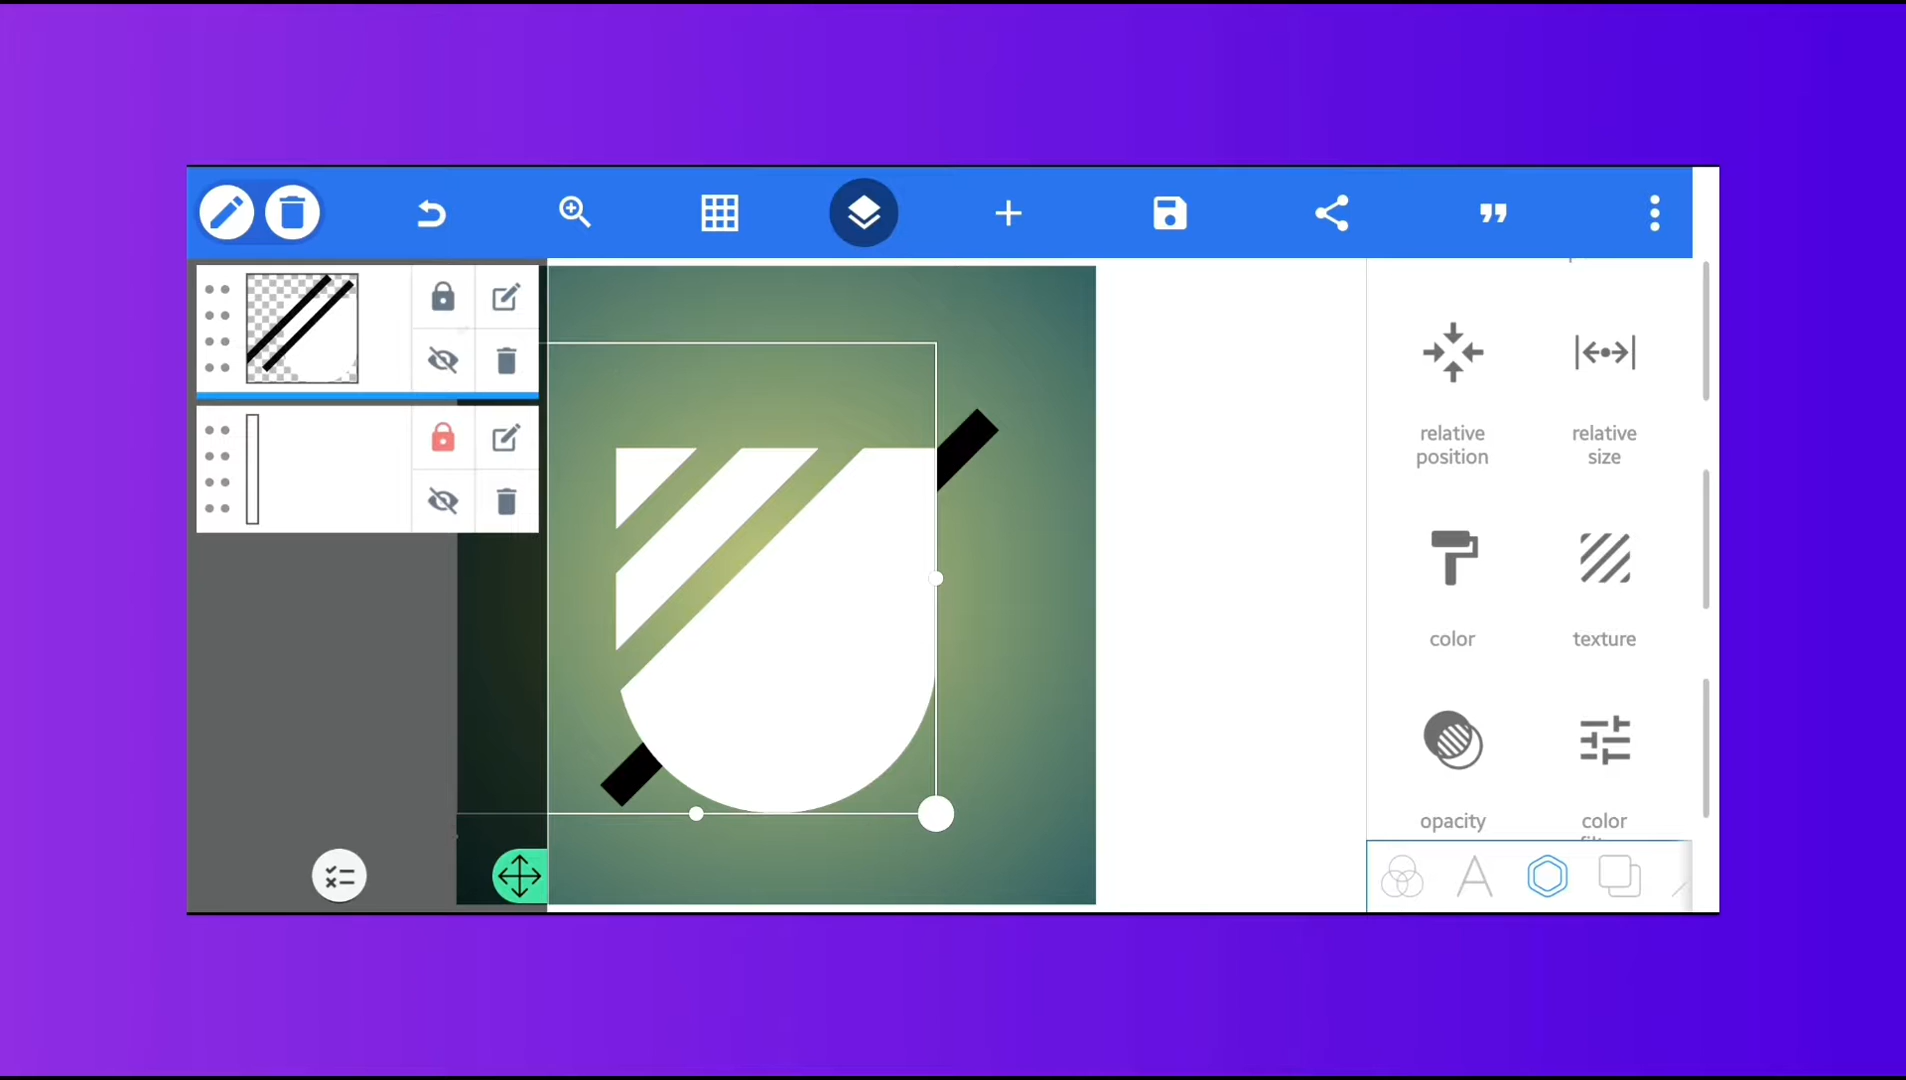 relative
position
relative
size
color
texture
opacity
color